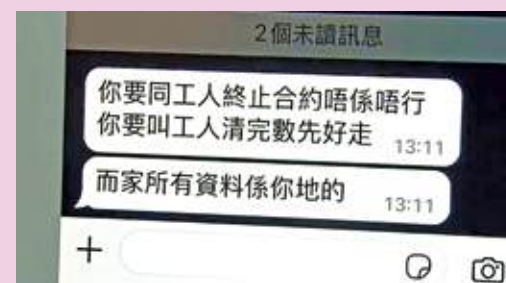 2個未讀訊息
你要同工人終止合約唔係唔行
你要叫工人清完數先好走
13:11
而家所有資料係你地的
13:11